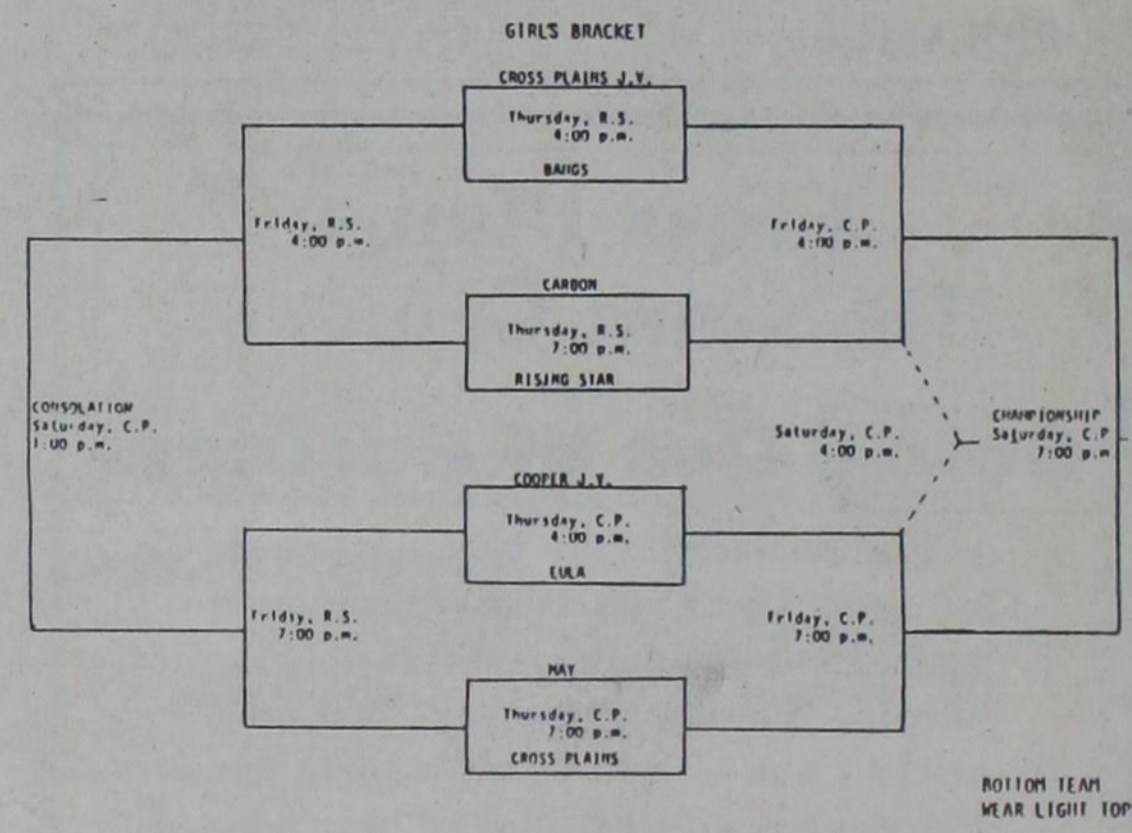 GIRL'S BRACKET
CROSS PLAINS J.V.
Thursday, R.S.
4:00 p.m.
BANGS
Friday, R.S.
4:00 p.m.
Friday, C.P.
4:00 p.m.
CARBON
Thursday, R.S.
7:00 p.m.
RISING STAR
CONSOLATION
Saturday, C.P.
1:00 p.m.
Saturday, C.P.
4:00 p.m.
CHAMPIONSHIP
Saturday, C.P
7:00 p.m
COOPER J.V.
Thursday, C.P.
4:00 p.m.
EULA
Friday, R.S.
7:00 p.m.
Friday, C.P.
7:00 p.m.
MAY
Thursday, C.P.
7:00 p.m.
CROSS PLAINS
BOTTOM TEAM
WEAR LIGHT TOP